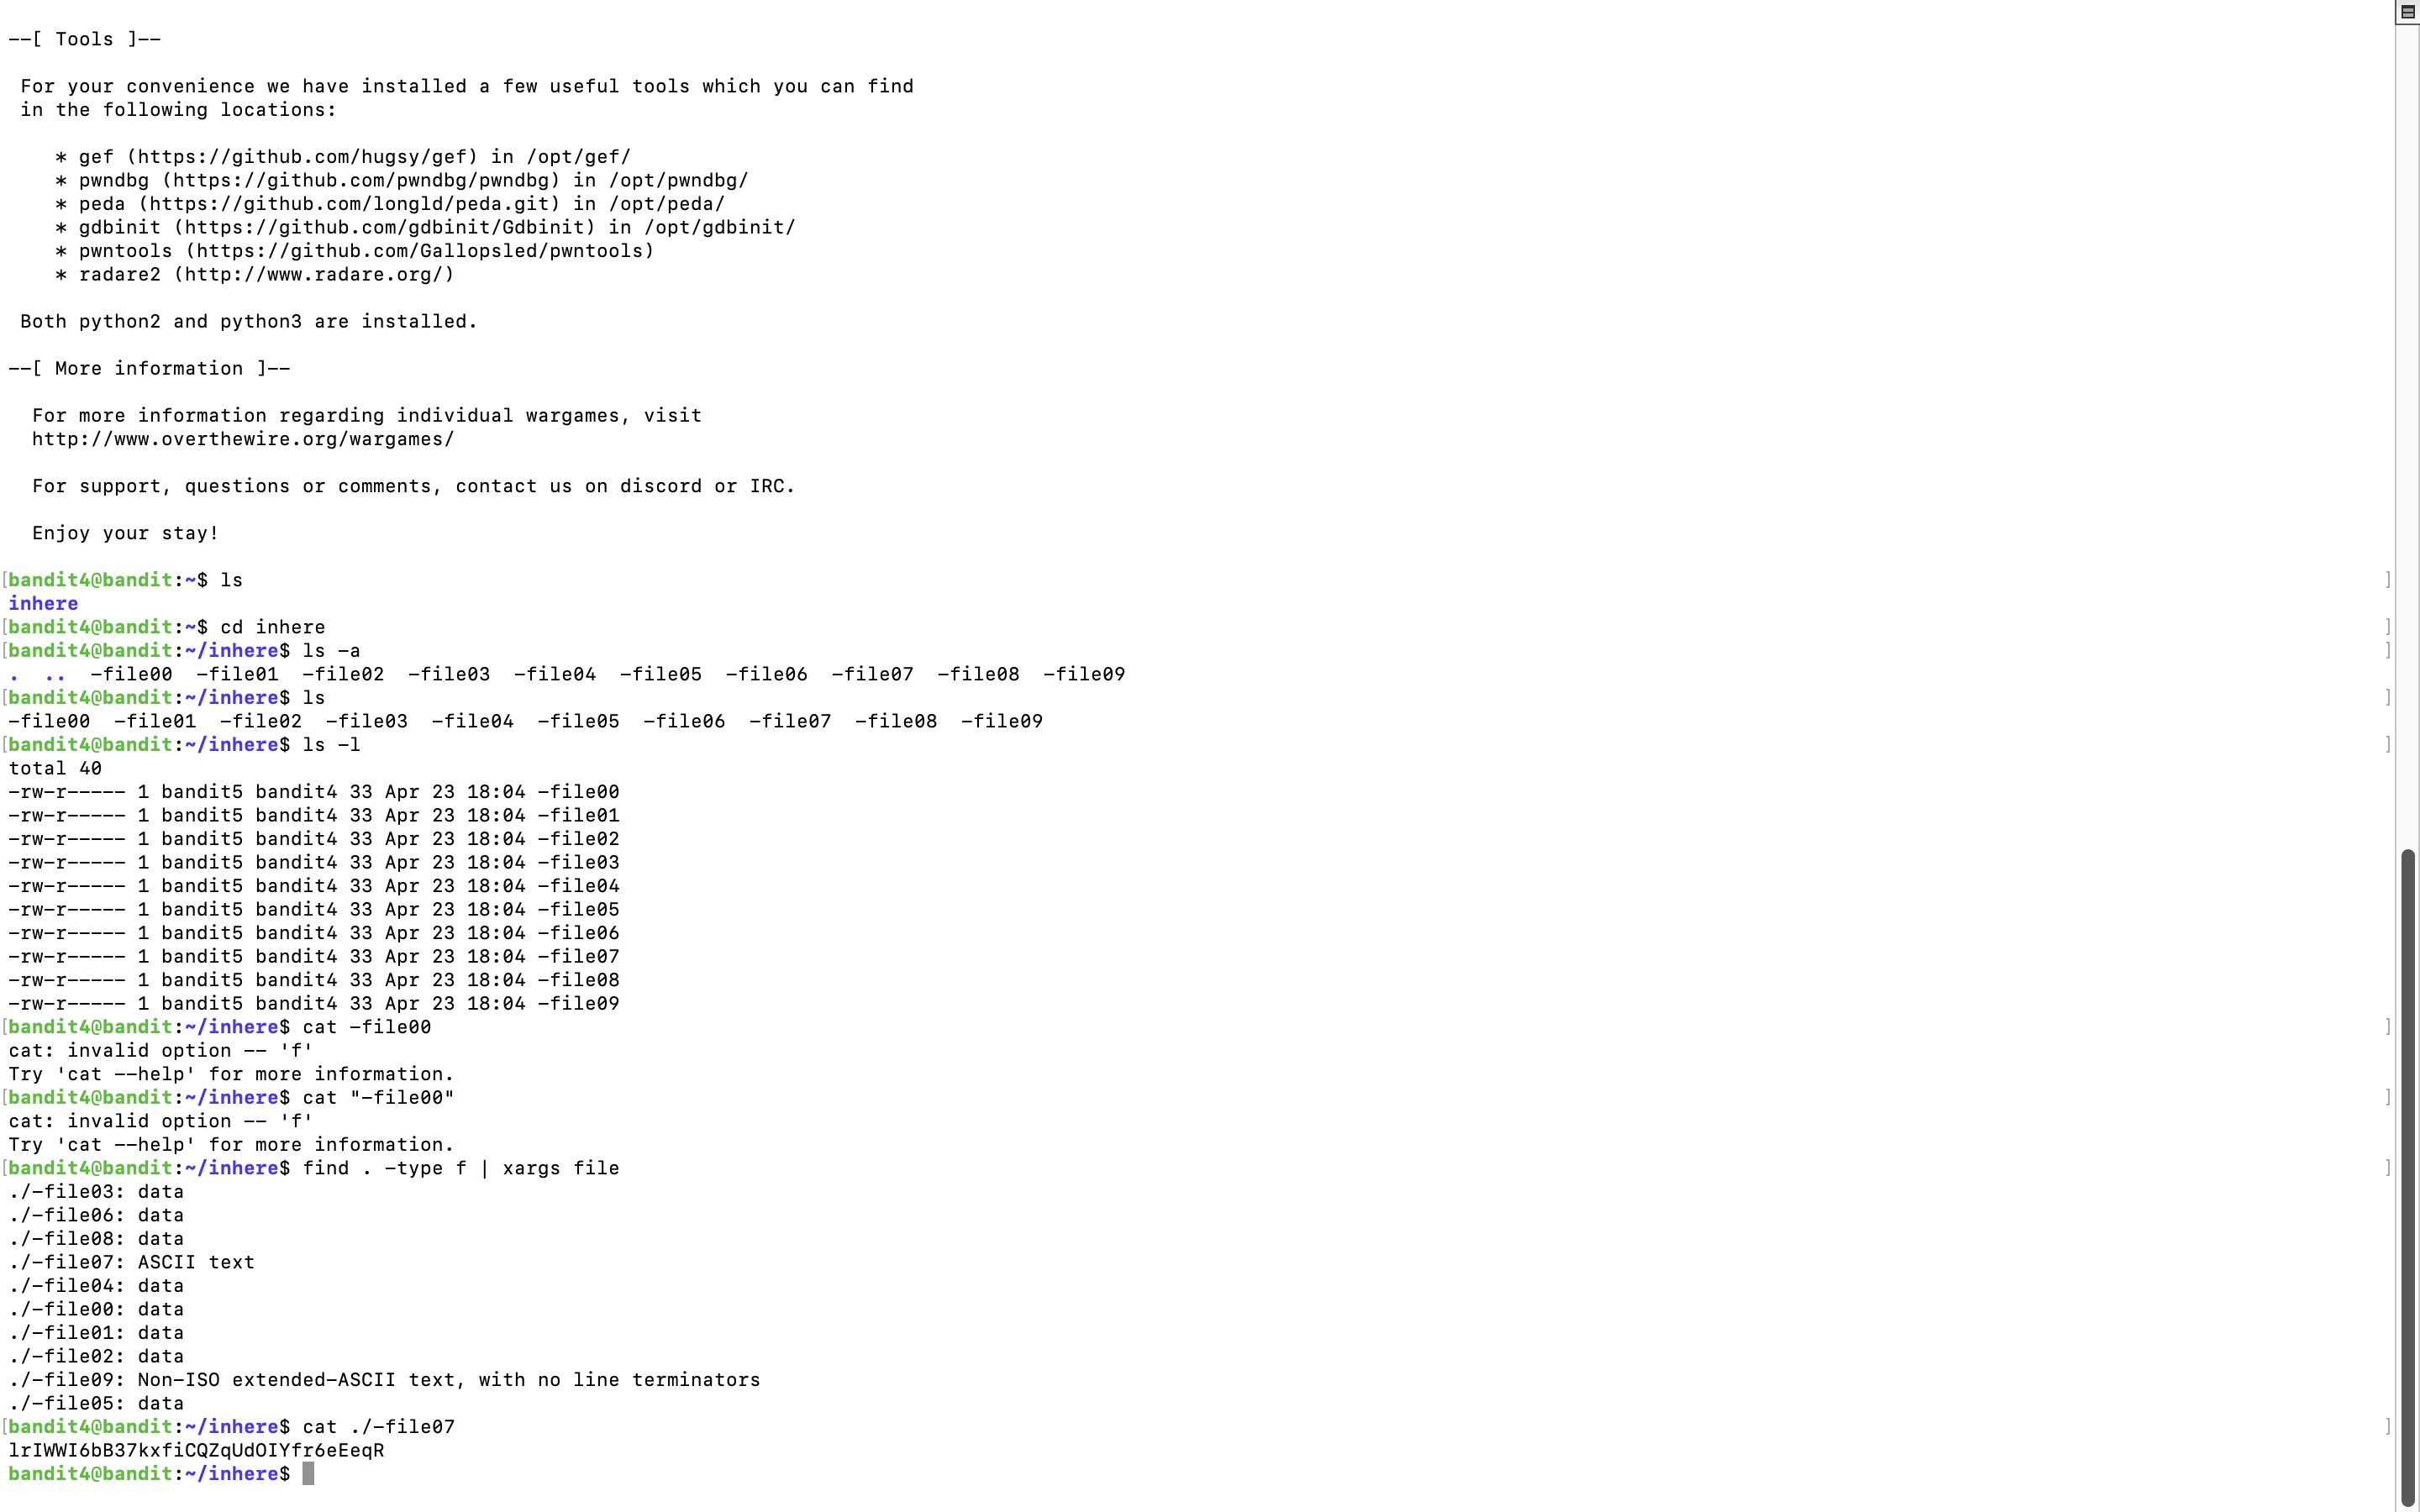 --[ Tools ]--
For your convenience we have installed a few useful tools which you can find
in the following locations:
* gef (https://github.com/hugsy/gef) in /opt/gef/
* pwndbg (https://github.com/pwndbg/pwndbg) in /opt/pwndbg/
* peda (https://github.com/longld/peda.git) in /opt/peda/
* gdbinit (https://github.com/gdbinit/Gdbinit) in /opt/gdbinit/
* pwntools (https://github.com/Gallopsled/pwntools)
* radare2 (http://www.radare.org/)
Both python2 and python3 are installed.
--[ More information ]--
For more information regarding individual wargames, visit
http://www.overthewire.org/wargames/
For support, questions or comments, contact us on discord or IRC.
Enjoy your stay!
[bandit4@bandit:~$ ls ]
inhere
[bandit4@bandit:~$ cd inhere ]
[bandit4@bandit:~/inhere$ ls -a ]
. .. -file00 -file01 -file02 -file03 -file04 -file05 -file06 -file07 -file08 -file09
[bandit4@bandit:~/inhere$ ls ]
-file00 -file01 -file02 -file03 -file04 -file05 -file06 -file07 -file08 -file09
[bandit4@bandit:~/inhere$ ls -l ]
total 40
-rw-r----- 1 bandit5 bandit4 33 Apr 23 18:04 -file00
-rw-r----- 1 bandit5 bandit4 33 Apr 23 18:04 -file01
-rw-r----- 1 bandit5 bandit4 33 Apr 23 18:04 -file02
-rw-r----- 1 bandit5 bandit4 33 Apr 23 18:04 -file03
-rw-r----- 1 bandit5 bandit4 33 Apr 23 18:04 -file04
-rw-r----- 1 bandit5 bandit4 33 Apr 23 18:04 -file05
-rw-r----- 1 bandit5 bandit4 33 Apr 23 18:04 -file06
-rw-r----- 1 bandit5 bandit4 33 Apr 23 18:04 -file07
-rw-r----- 1 bandit5 bandit4 33 Apr 23 18:04 -file08
-rw-r----- 1 bandit5 bandit4 33 Apr 23 18:04 -file09
[bandit4@bandit:~/inhere$ cat -file00 ]
cat: invalid option -- 'f'
Try 'cat --help' for more information.
[bandit4@bandit:~/inhere$ cat "-file00" ]
cat: invalid option -- 'f'
Try 'cat --help' for more information.
[bandit4@bandit:~/inhere$ find . -type f | xargs file ]
./-file03: data
./-file06: data
./-file08: data
./-file07: ASCII text
./-file04: data
./-file00: data
./-file01: data
./-file02: data
./-file09: Non-ISO extended-ASCII text, with no line terminators
./-file05: data
[bandit4@bandit:~/inhere$ cat ./-file07 ]
lrIWWI6bB37kxfiCQZqUdOIYfr6eEeqR
bandit4@bandit:~/inhere$